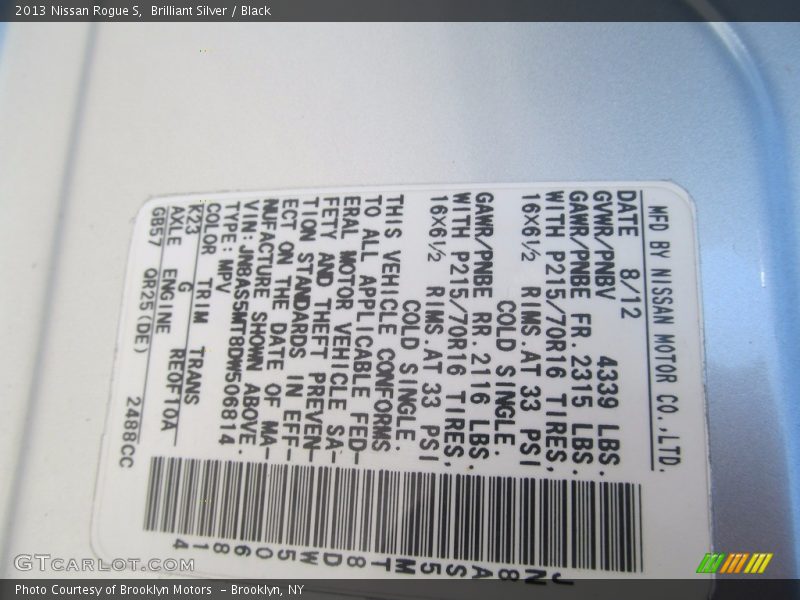 2013 Nissan Rogue S,  Brilliant Silver / Black
MFD BY NISSAN MOTOR CO.,LTD.
DATE 8/12
GVWR/PNBV 4339 LBS.
GAWR/PNBE FR.2315 LBS.
WITH P215/70R16 TIRES,
16X6½ RIMS.AT 33 PSI
COLD SINGLE.
GAWR/PNBE RR.2116 LBS
WITH P215/70R16 TIRES,
16X6½ RIMS.AT 33 PSI
COLD SINGLE.
THIS VEHICLE CONFORMS
TO ALL APPLICABLE FED-
ERAL MOTOR VEHICLE SA-
FETY AND THEFT PREVEN-
TION STANDARDS IN EFF-
ECT ON THE DATE OF MA-
NUFACTURE SHOWN ABOVE.
VIN:JN8AS5MT8DW506814
TYPE:MPV
COLOR TRIM TRANS
K23 G RE0F10A
AXLE ENGINE
GB57 QR25(DE) 2488CC
JN8AS5MT8DW506814
GTCARLOT.COM
Photo Courtesy of Brooklyn Motors - Brooklyn, NY